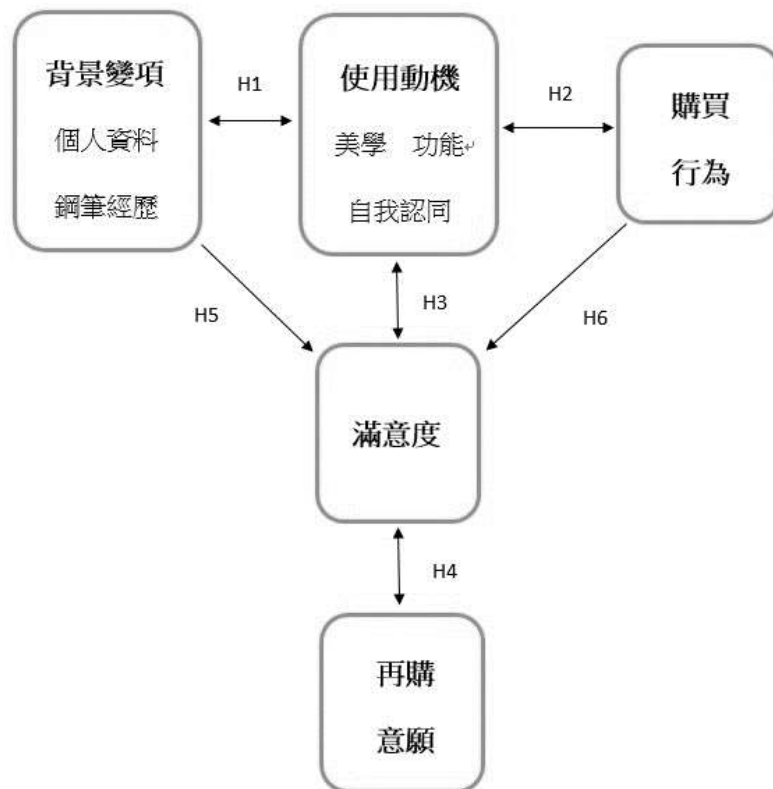 背景變項
個人資料
鋼筆經歷
H1
使用動機
美學 功能↵
自我認同
H2
購買
行為
H5
H3
H6
滿意度
H4
再購
意願